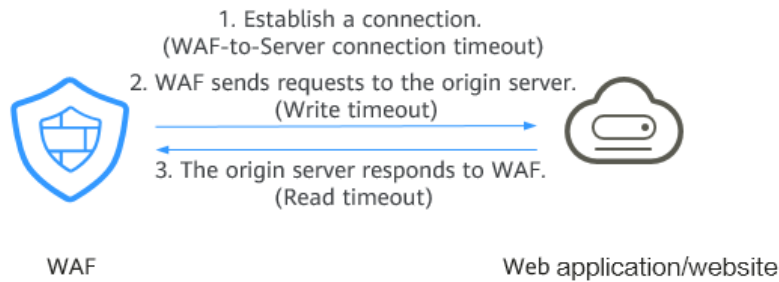 1. Establish a connection.
(WAF-to-Server connection timeout)
2. WAF sends requests to the origin server.
(Write timeout)
3. The origin server responds to WAF.
(Read timeout)
WAF
Web application/website